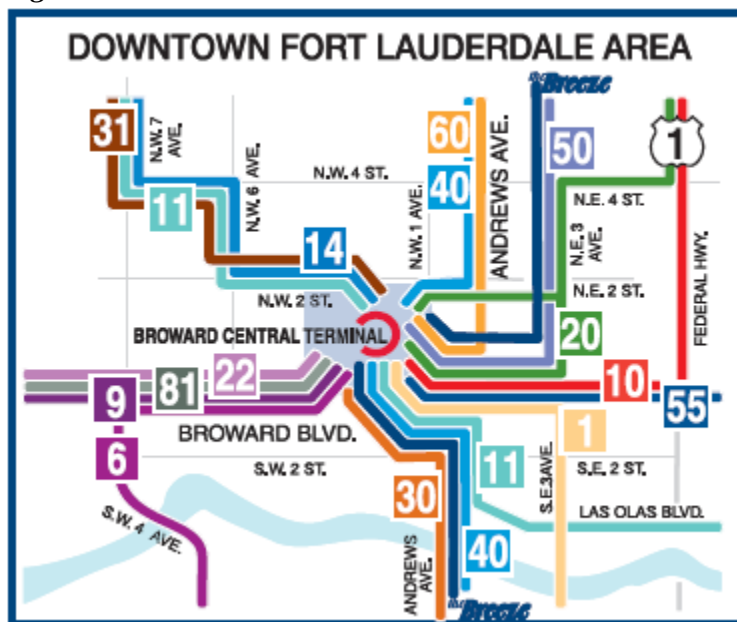 DOWNTOWN FORT LAUDERDALE AREA
the Breeze
31
N.W. 7
AVE.
11
N.W. 6 AVE.
N.W. 4 ST.
60
40
N.W. 1 AVE.
ANDREWS AVE.
50
1
N.E. 4 ST.
N.E. 3
AVE.
14
N.W. 2 ST.
N.E. 2 ST.
FEDERAL HWY.
BROWARD CENTRAL TERMINAL
20
22
81
9
10
55
BROWARD BLVD.
1
6
S.W. 2 ST.
30
11
S.E.3AVE.
S.E. 2 ST.
S.W. 4 AVE.
LAS OLAS BLVD.
40
ANDREWS
AVE.
the Breeze